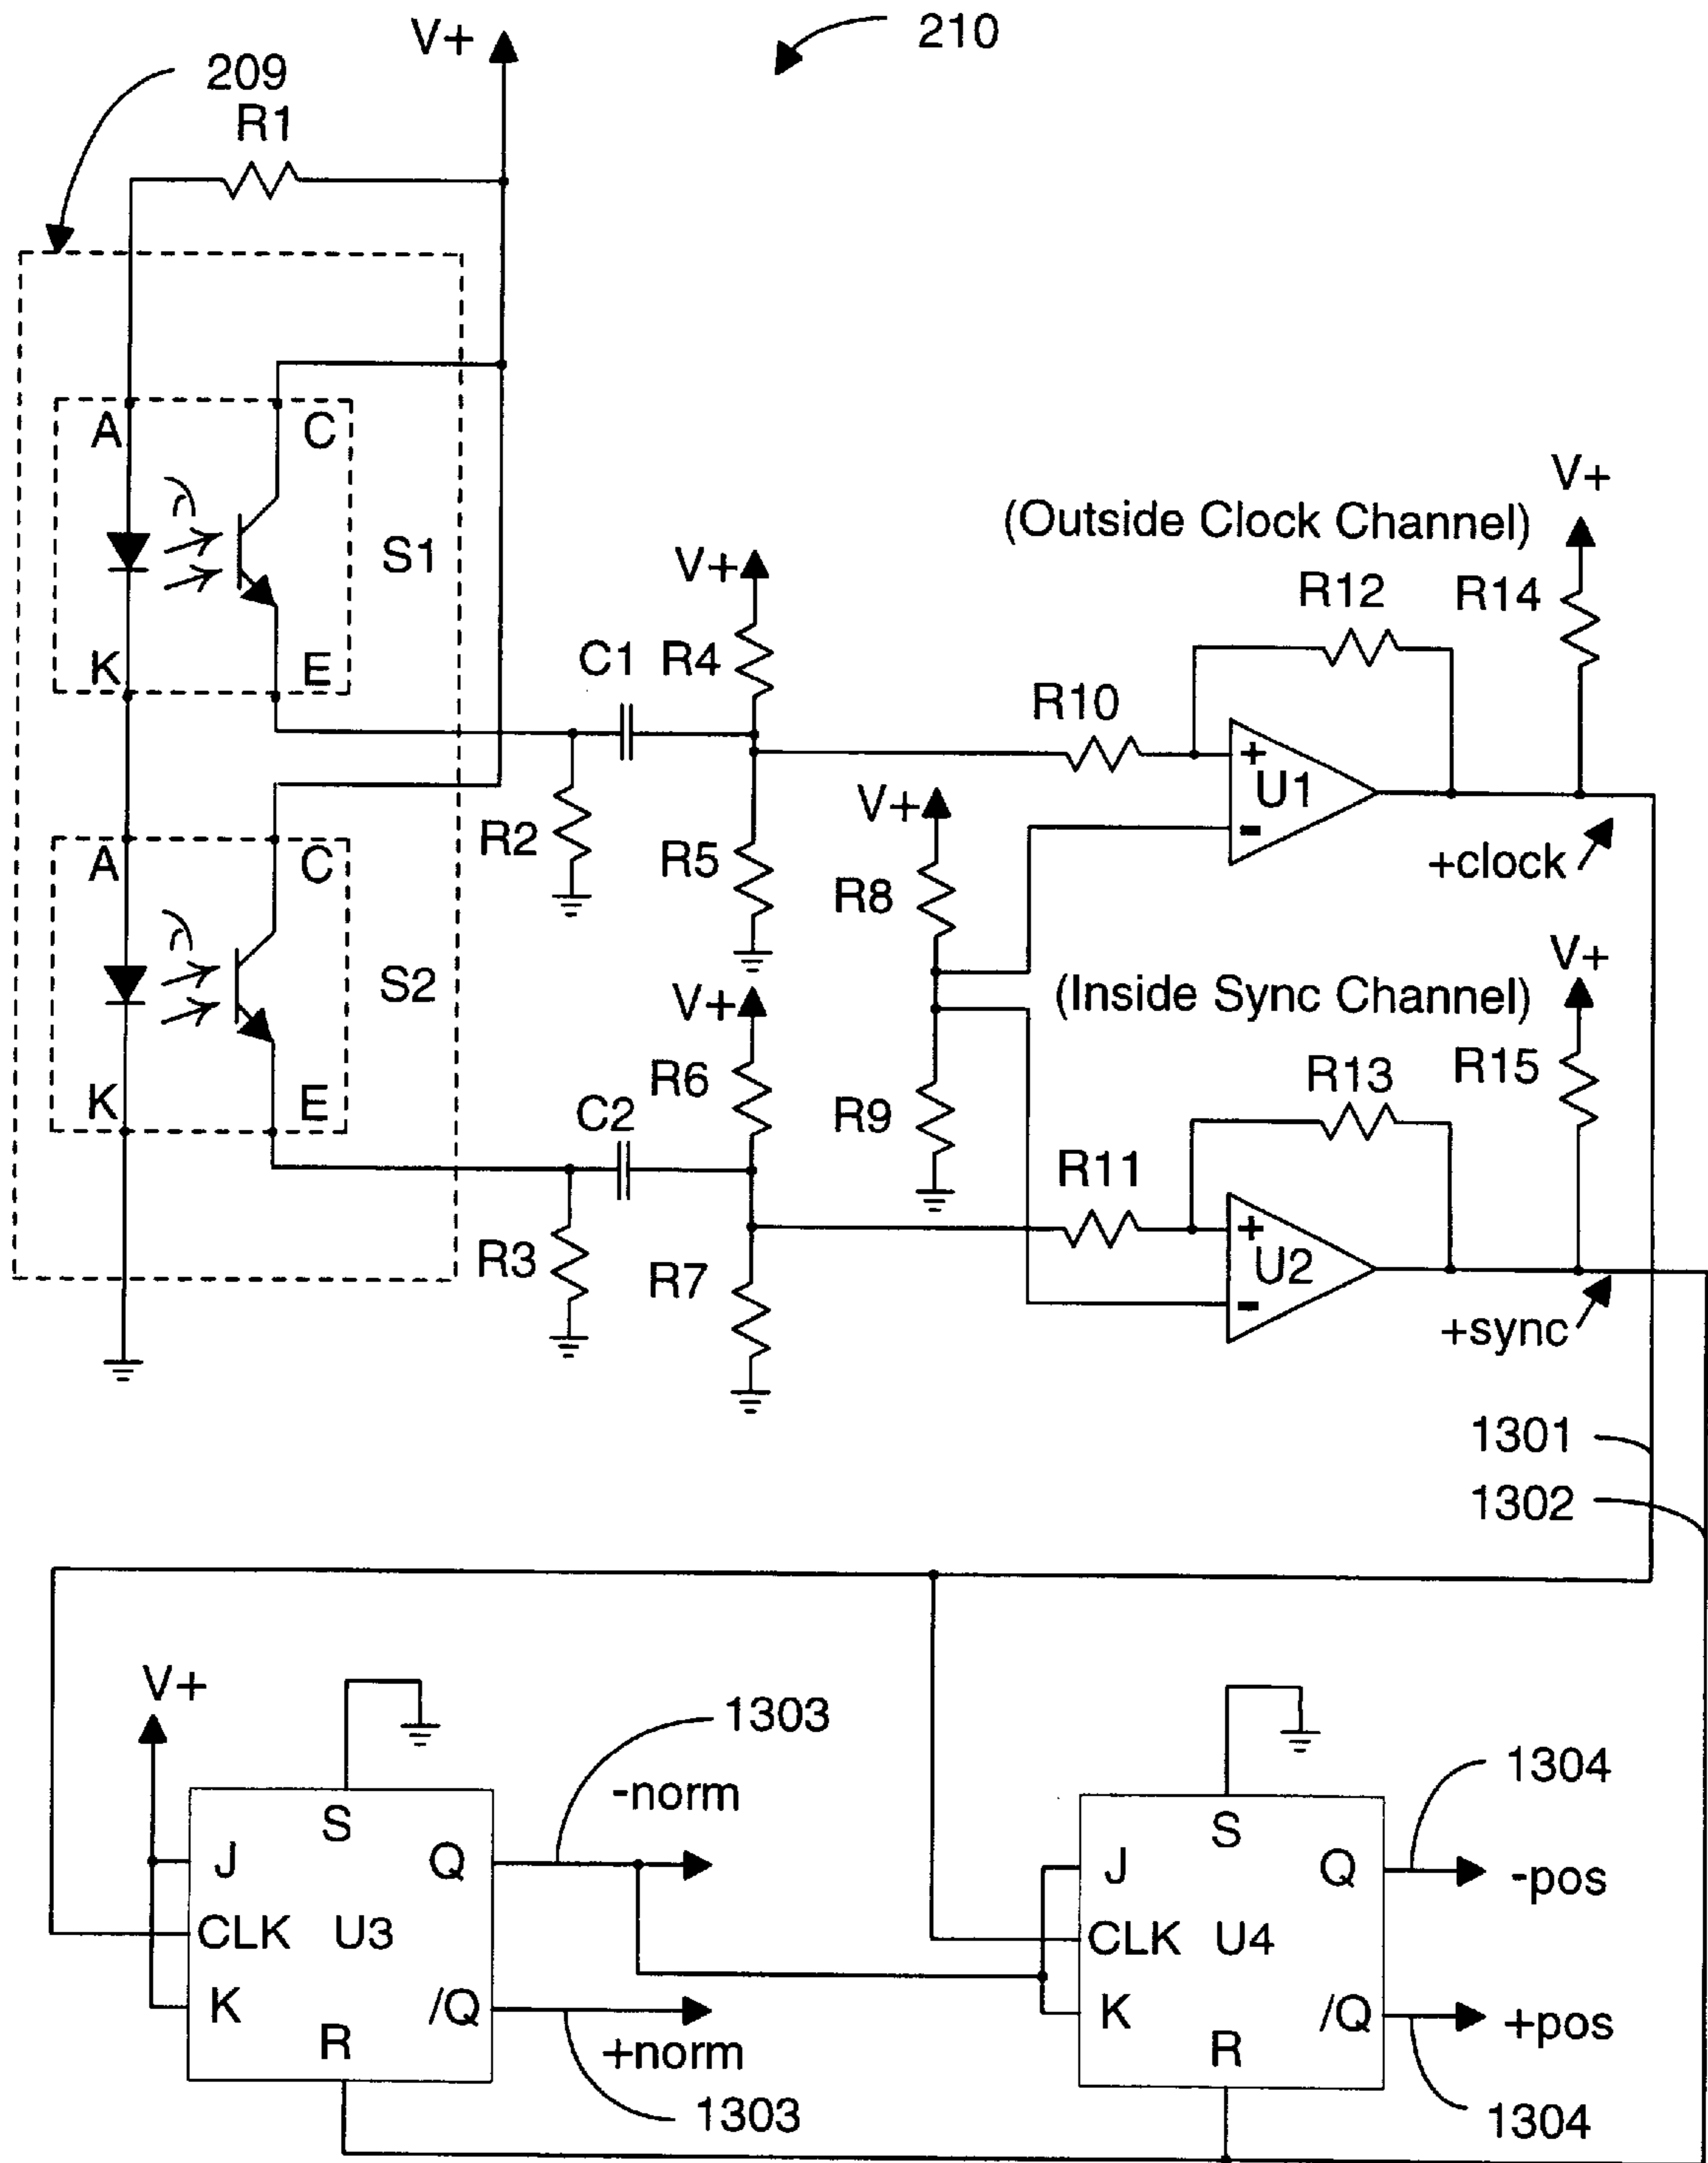 210
V+
209
R1
A
C
S1
K
E
V+
(Outside Clock Channel)
V+
R12
R14
C1
R4
R10
+
U1
-
V+
R2
R5
R8
+clock
A
C
S2
V+
(Inside Sync Channel)
V+
R6
R13
R15
K
E
C2
R9
R11
+
U2
-
R3
R7
+sync
1301
1302
V+
1303
-norm
1304
S
J
Q
CLK
U3
K
/Q
R
+norm
1303
S
J
Q
-pos
CLK
U4
K
/Q
+pos
R
1304